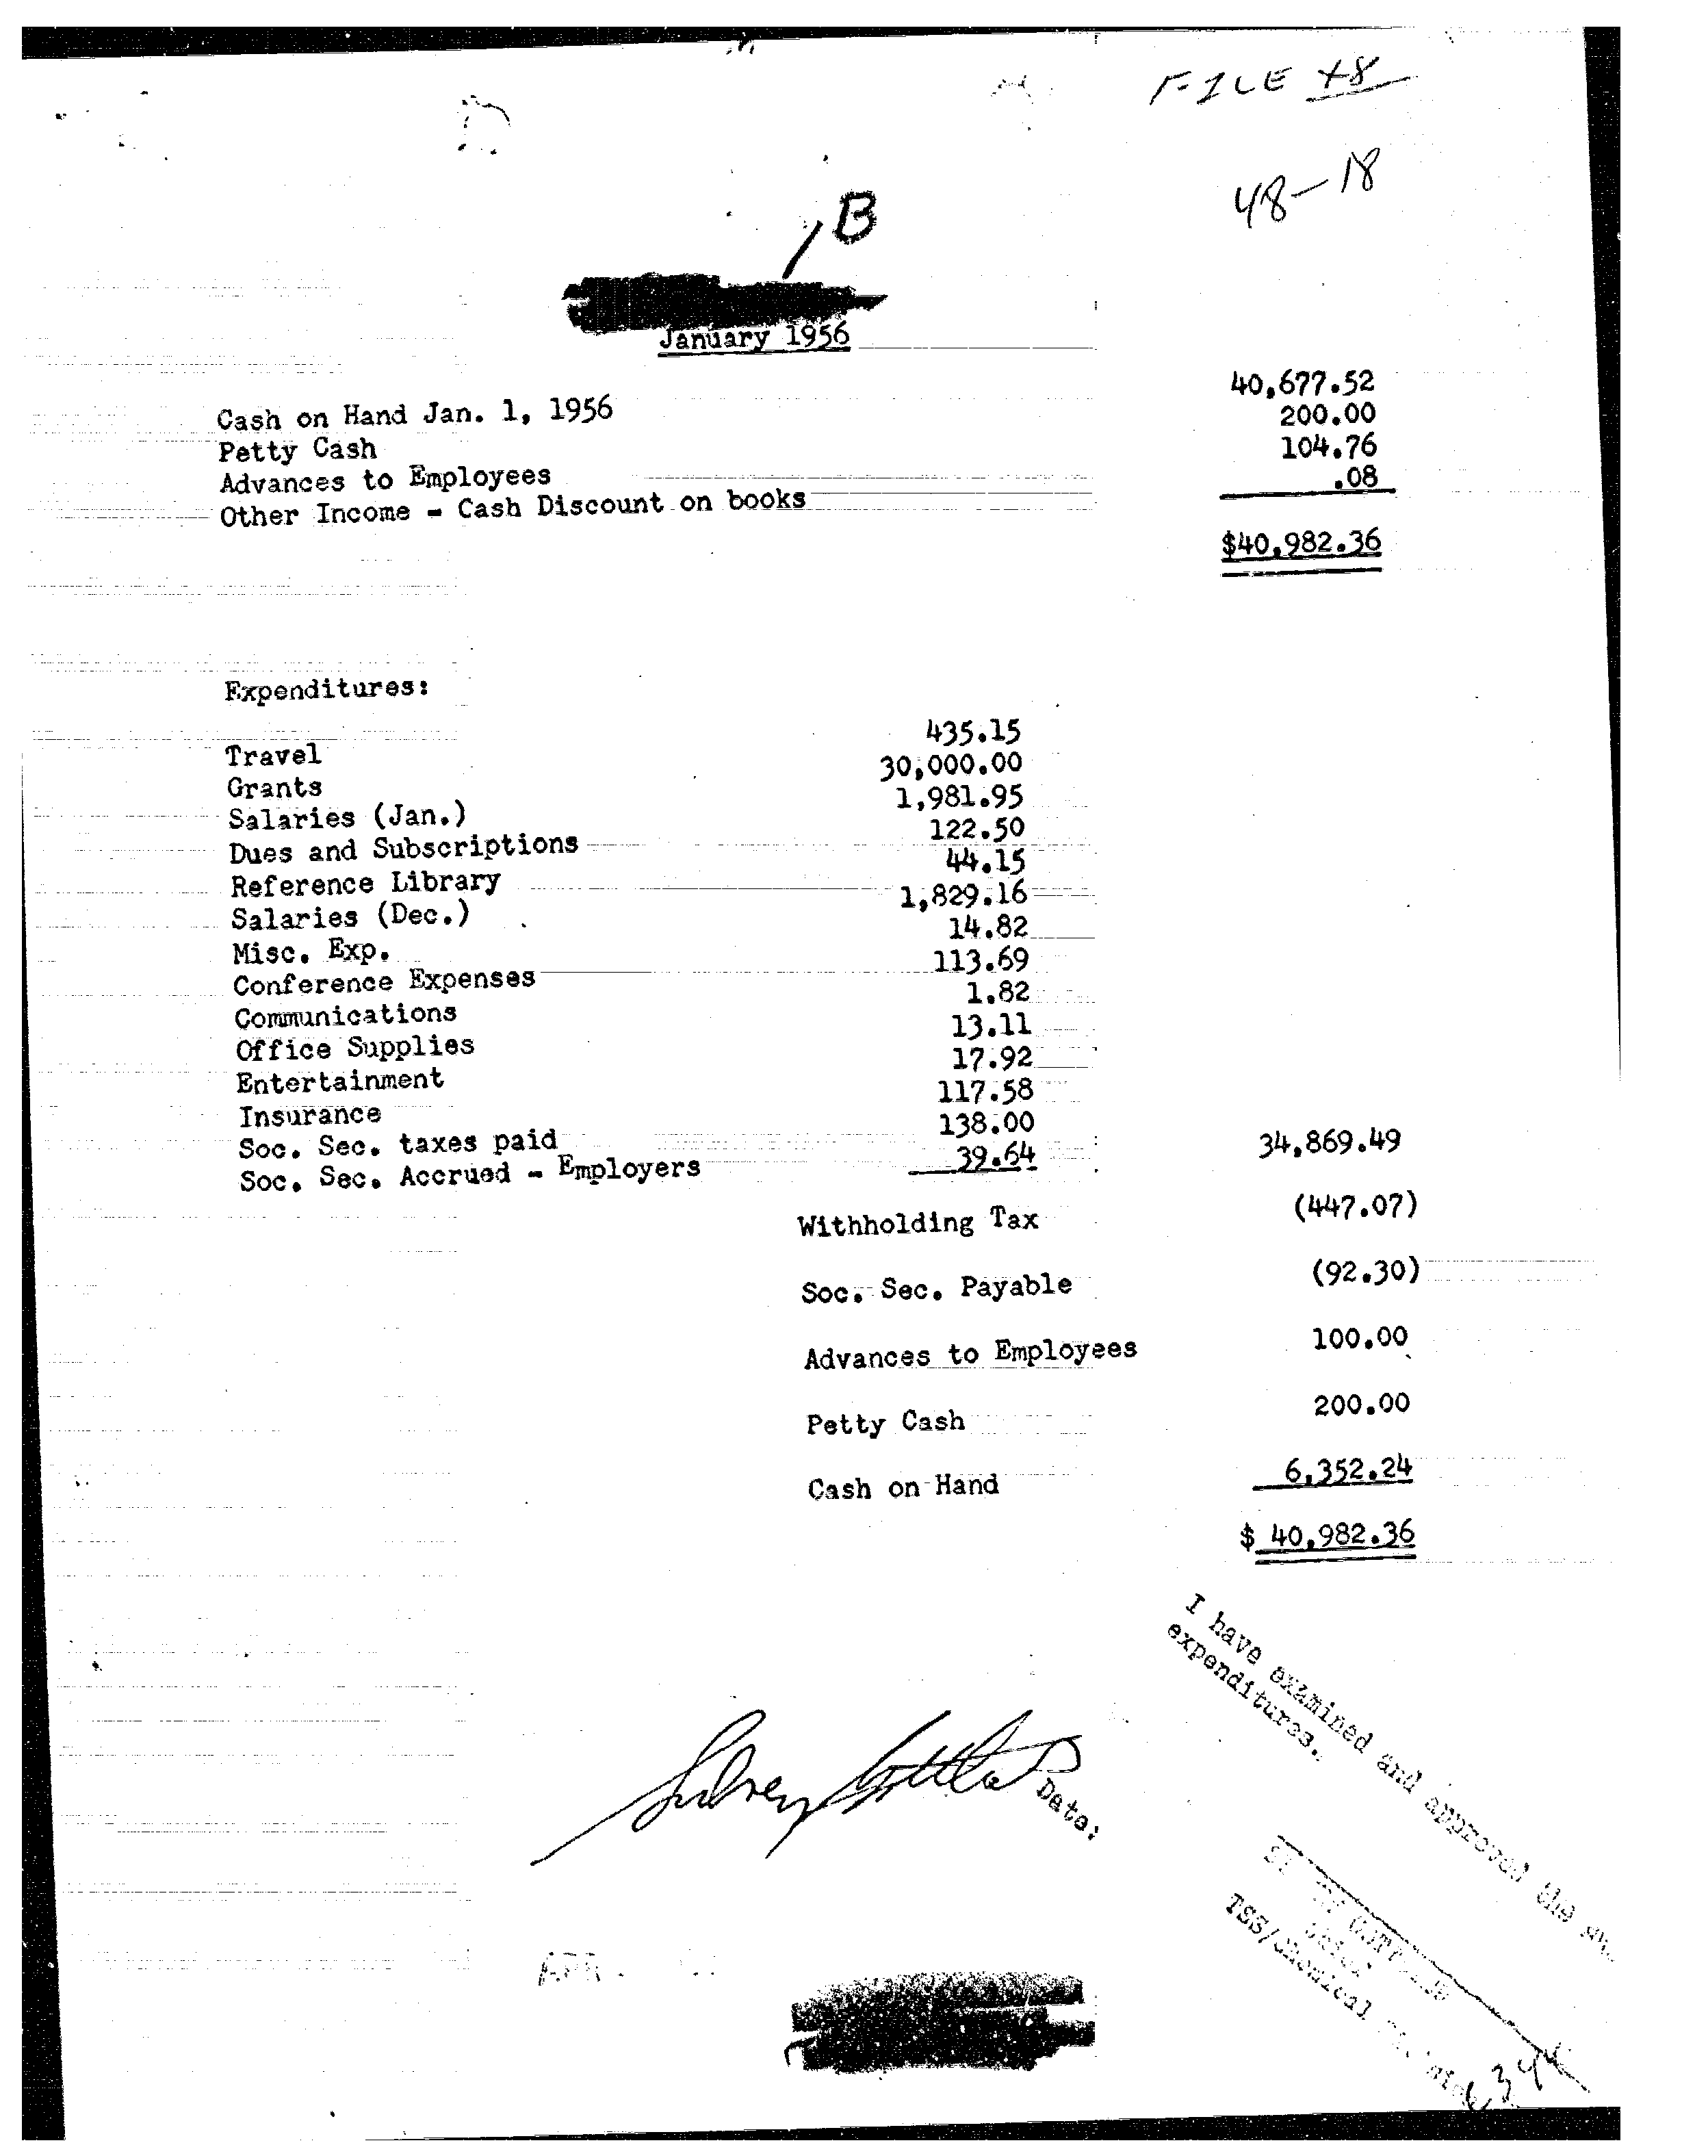 FILE 48
48-18
B
January 1956
Cash on Hand Jan. 1, 1956 40,677.52
Petty Cash 200.00
Advances to Employees 104.76
Other Income - Cash Discount on books .08
$40,982.36
Expenditures:
Travel 435.15
Grants 30,000.00
Salaries (Jan.) 1,981.95
Dues and Subscriptions 122.50
Reference Library 44.15
Salaries (Dec.) 1,829.16
Misc. Exp. 14.82
Conference Expenses 113.69
Communications 1.82
Office Supplies 13.11
Entertainment 17.92
Insurance 117.58
Soc. Sec. taxes paid 138.00
Soc. Sec. Accrued - Employers 39.64 34,869.49
Withholding Tax (447.07)
Soc. Sec. Payable (92.30)
Advances to Employees 100.00
Petty Cash 200.00
Cash on Hand 6,352.24
$ 40,982.36
I have examined and approved the
expenditures.
Sidney Gottlieb
Date:
TSS/Chemical
APR